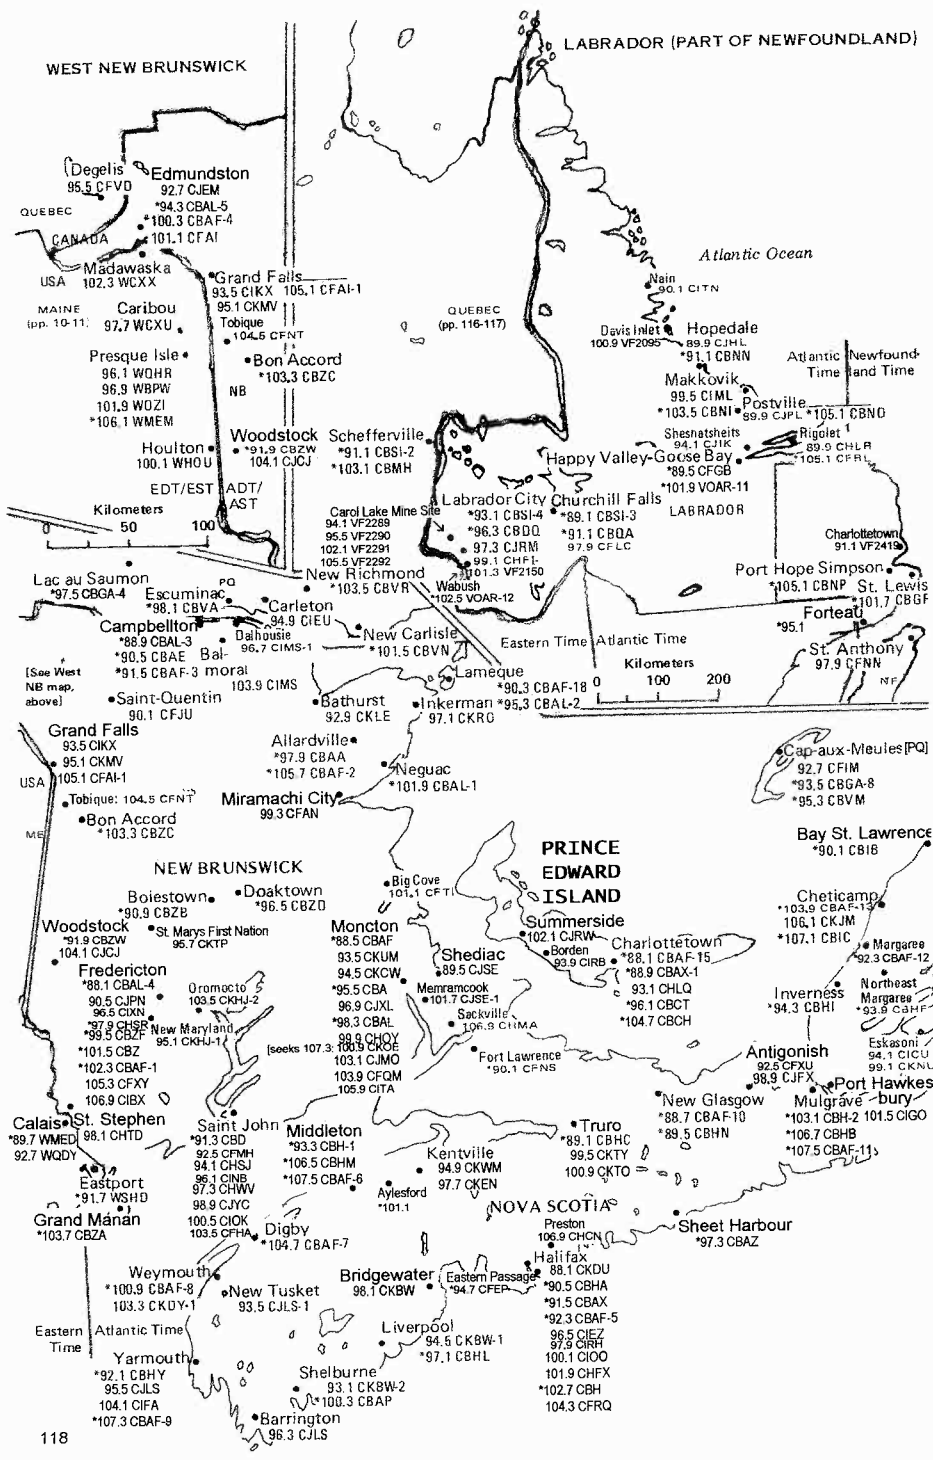 WEST NEW BRUNSWICK
LABRADOR (PART OF NEWFOUNDLAND)
Degelis
95.5 CFVD
Edmundston
92.7 CJEM
*94.3 CBAL-5
*100.3 CBAF-4
101.1 CFAI
QUEBEC
CANADA
USA
Madawaska
102.3 WCXX
Grand Falls
93.5 CIKX 105.1 CFAI-1
95.1 CKMV
MAINE
(pp. 10-11)
Caribou
97.7 WCXU
Tobique
104.5 CFNT
Presque Isle
96.1 WQHR
96.9 WBPW
101.9 WOZI
*106.1 WMEM
Bon Accord
*103.3 CBZC
NB
Houlton
100.1 WHOU
Woodstock
*91.9 CBZW
104.1 CJCJ
EDT/EST
ADT/
AST
Kilometers
0 50 100
QUEBEC
(pp. 116-117)
Atlantic Ocean
Nain
90.1 CITN
Davis Inlet
100.9 VF2095
Hopedale
89.9 CJHL
*91.1 CBNN
Atlantic
Time
Newfound-
land Time
Makkovik
99.5 CIML
*103.5 CBNI
Postville
89.9 CJPL
*105.1 CBNO
Rigolet
89.9 CHLR
*105.1 CFRL
Sheshatsheits
94.1 CJIK
Happy Valley-Goose Bay
*89.5 CFGB
*101.9 VOAR-11
LABRADOR
Schefferville
*91.1 CBSI-2
*103.1 CBMH
Labrador City
*93.1 CBSI-4
*96.3 CBDQ
97.3 CJRM
99.1 CHFI-
101.3 VF2150
Churchill Falls
*89.1 CBSI-3
*91.1 CBQA
97.9 CFLC
Carol Lake Mine Site
94.1 VF2289
95.5 VF2290
102.1 VF2291
105.5 VF2292
Wabush
*102.5 VOAR-12
Charlottetown
91.1 VF2419
Port Hope Simpson
*105.1 CBNP
St. Lewis
*101.7 CBGF
Forteau
*95.1
St. Anthony
97.9 CFNN
NF
Eastern Time
Atlantic Time
Kilometers
0 100 200
Lac au Saumon
*97.5 CBGA-4
PQ
Escuminac
*98.1 CBVA
Carleton
94.9 CIEU
New Richmond
*103.5 CBVR
Campbellton
*88.9 CBAL-3
*90.5 CBAE
*91.5 CBAF-3
Dalhousie
96.7 CIMS-1
Bal-
moral
103.9 CIMS
New Carlisle
*101.5 CBVN
[See West
NB map,
above]
Saint-Quentin
90.1 CFJU
Bathurst
92.9 CKLE
Lameque
*90.3 CBAF-18
*95.3 CBAL-2
Inkerman
97.1 CKRO
Grand Falls
93.5 CIKX
95.1 CKMV
105.1 CFAI-1
USA
Allardville
*97.9 CBAA
*105.7 CBAF-2
Neguac
*101.9 CBAL-1
Cap-aux-Meules [PQ]
92.7 CFIM
*93.5 CBGA-8
*95.3 CBVM
Tobique: 104.5 CFNT
Miramachi City
99.3 CFAN
Bon Accord
*103.3 CBZC
ME
Bay St. Lawrence
*90.1 CBIB
PRINCE
EDWARD
ISLAND
NEW BRUNSWICK
Big Cove
101.1 CFTI
Boiestown
*90.9 CBZB
Doaktown
*96.5 CBZD
Cheticamp
*103.9 CBAF-13
106.1 CKJM
*107.1 CBIC
Woodstock
*91.9 CBZW
104.1 CJCJ
St. Marys First Nation
95.7 CKTP
Moncton
*88.5 CBAF
93.5 CKUM
94.5 CKCW
*95.5 CBA
96.9 CJXL
*98.3 CBAL
99.9 CHOY
[seeks 107.3: 100.9 CKOE
103.1 CJMO
103.9 CFQM
105.9 CITA
Summerside
102.1 CJRW
Borden
93.9 CIRB
Charlottetown
*88.1 CBAF-15
*88.9 CBAX-1
93.1 CHLQ
*96.1 CBCT
*104.7 CBCH
Margaree
*92.3 CBAF-12
Northeast
Margaree
*93.9 CBHF
Inverness
*94.3 CBHI
Fredericton
*88.1 CBAL-4
90.5 CJPN
96.5 CIXN
*97.9 CHSR
*99.5 CBZF
*101.5 CBZ
*102.3 CBAF-1
105.3 CFXY
106.9 CIBX
Oromocto
103.5 CKHJ-2
New Maryland
95.1 CKHJ-1
Shediac
89.5 CJSE
Memramcook
101.7 CJSE-1
Sackville
106.9 CHMA
Fort Lawrence
*90.1 CFNS
Eskasoni
94.1 CICU
99.1 CKNU
Antigonish
92.5 CFXU
98.9 CJFX
Port Hawkes-
bury
101.5 CIGO
Mulgrave
*103.1 CBH-2
*106.7 CBHB
*107.5 CBAF-11
New Glasgow
*88.7 CBAF-10
*89.5 CBHN
Calais
*89.7 WMED
92.7 WQDY
St. Stephen
98.1 CHTD
Saint John
*91.3 CBD
92.5 CFMH
94.1 CHSJ
96.1 CINB
97.3 CHWV
98.9 CJYC
100.5 CIOK
103.5 CFHA
Middleton
*93.3 CBH-1
*106.5 CBHM
*107.5 CBAF-6
Truro
*89.1 CBHC
99.5 CKTY
100.9 CKTO
Kentville
94.9 CKWM
97.7 CKEN
Aylesford
*101.1
Eastport
*91.7 WSHD
Grand Manan
*103.7 CBZA
NOVA SCOTIA
Sheet Harbour
*97.3 CBAZ
Digby
*104.7 CBAF-7
Preston
106.9 CHCN
Halifax
88.1 CKDU
*90.5 CBHA
*91.5 CBAX
*92.3 CBAF-5
96.5 CIEZ
97.9 CIRH
100.1 CIOO
101.9 CHFX
*102.7 CBH
104.3 CFRQ
Weymouth
*100.9 CBAF-8
103.3 CKDY-1
New Tusket
93.5 CJLS-1
Bridgewater
98.1 CKBW
Eastern Passage
*94.7 CFEP
Eastern
Time
Atlantic Time
Liverpool
94.5 CKBW-1
*97.1 CBHL
Yarmouth
*92.1 CBHY
95.5 CJLS
104.1 CIFA
*107.3 CBAF-9
Shelburne
93.1 CKBW-2
*100.3 CBAP
Barrington
96.3 CJLS
118